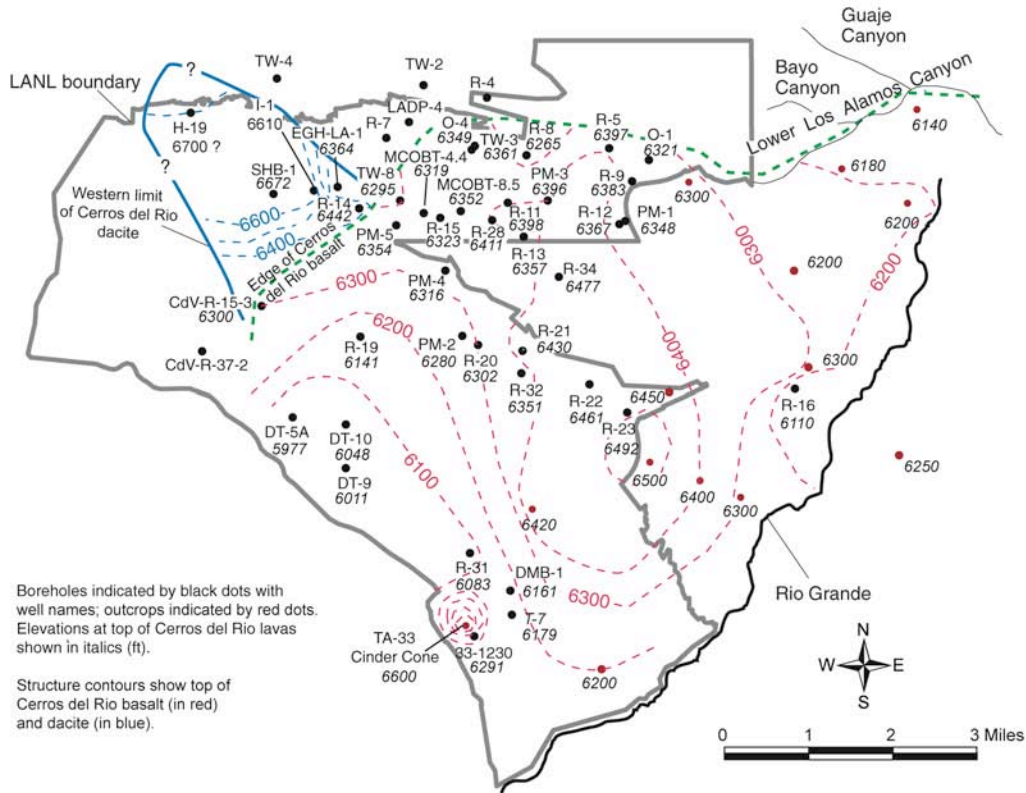 Guaje
Canyon
Bayo
Canyon
Lower Los Alamos Canyon
LANL boundary
?
TW-4
TW-2
R-4
I-1
6610
LADP-4
H-19
6700 ?
EGH-LA-1
6364
R-7
O-4
6349
TW-3
6361
R-8
6265
R-5
6397
O-1
6321
6140
?
SHB-1
6672
TW-8
6295
MCOBT-4.4
6319
MCOBT-8.5
6352
PM-3
6396
R-9
6383
6300
6180
6200
Western limit
of Cerros del Rio
dacite
6600
6400
R-14
6442
PM-5
6354
R-15
6323
R-28
6411
R-11
6398
R-12
6367
PM-1
6348
R-13
6357
Edge of Cerros
del Rio basalt
6300
6200
6200
CdV-R-15-3
6300
6300
PM-4
6316
R-34
6477
6400
CdV-R-37-2
6200
R-19
6141
PM-2
6280
R-20
6302
R-21
6430
R-32
6351
R-22
6461
6450
R-23
6492
6300
R-16
6110
DT-5A
5977
DT-10
6048
DT-9
6011
6100
6500
6400
6300
6250
6420
R-31
6083
DMB-1
6161
T-7
6179
6300
Rio Grande
TA-33
Cinder Cone
6600
33-1230
6291
6200
Boreholes indicated by black dots with
well names; outcrops indicated by red dots.
Elevations at top of Cerros del Rio lavas
shown in italics (ft).
Structure contours show top of
Cerros del Rio basalt (in red)
and dacite (in blue).
N
W
E
S
0
1
2
3 Miles